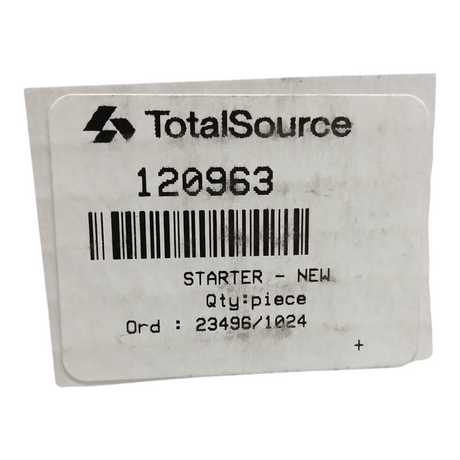 TotalSource
120963
STARTER - NEW
Qty:piece
Ord : 23496/1024
+